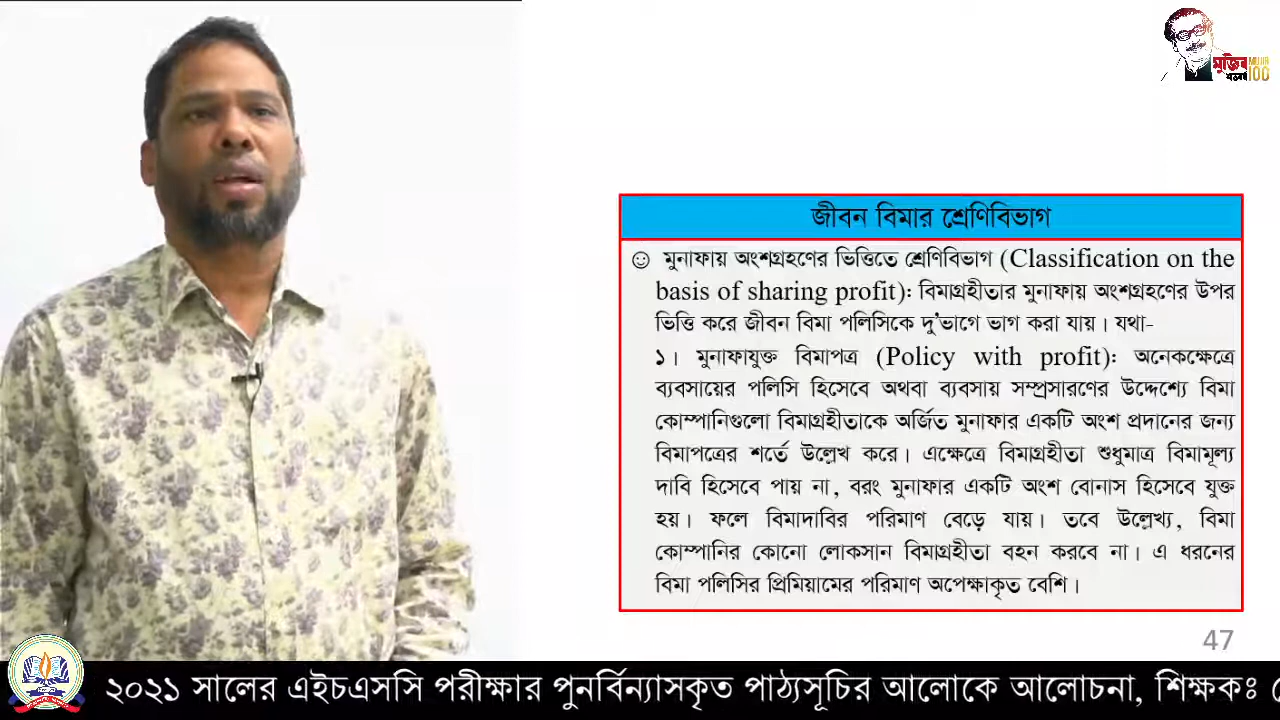 মুজিব
MUJIB
100
জীবন বিমার শ্রেণিবিভাগ
☺ মুনাফায় অংশগ্রহণের ভিত্তিতে শ্রেণিবিভাগ (Classification on the
basis of sharing profit): বিমাগ্রহীতার মুনাফায় অংশগ্রহণের উপর
ভিত্তি করে জীবন বিমা পলিসিকে দু’ভাগে ভাগ করা যায়। যথা-
১। মুনাফাযুক্ত বিমাপত্র (Policy with profit): অনেকক্ষেত্রে
ব্যবসায়ের পলিসি হিসেবে অথবা ব্যবসায় সম্প্রসারণের উদ্দেশ্যে বিমা
কোম্পানিগুলো বিমাগ্রহীতাকে অর্জিত মুনাফার একটি অংশ প্রদানের জন্য
বিমাপত্রের শর্তে উল্লেখ করে। এক্ষেত্রে বিমাগ্রহীতা শুধুমাত্র বিমামূল্য
দাবি হিসেবে পায় না, বরং মুনাফার একটি অংশ বোনাস হিসেবে যুক্ত
হয়। ফলে বিমাদাবির পরিমাণ বেড়ে যায়। তবে উল্লেখ্য, বিমা
কোম্পানির কোনো লোকসান বিমাগ্রহীতা বহন করবে না। এ ধরনের
বিমা পলিসির প্রিমিয়ামের পরিমাণ অপেক্ষাকৃত বেশি।
47
২০২১ সালের এইচএসসি পরীক্ষার পুনর্বিন্যাসকৃত পাঠ্যসূচির আলোকে আলোচনা, শিক্ষকঃ